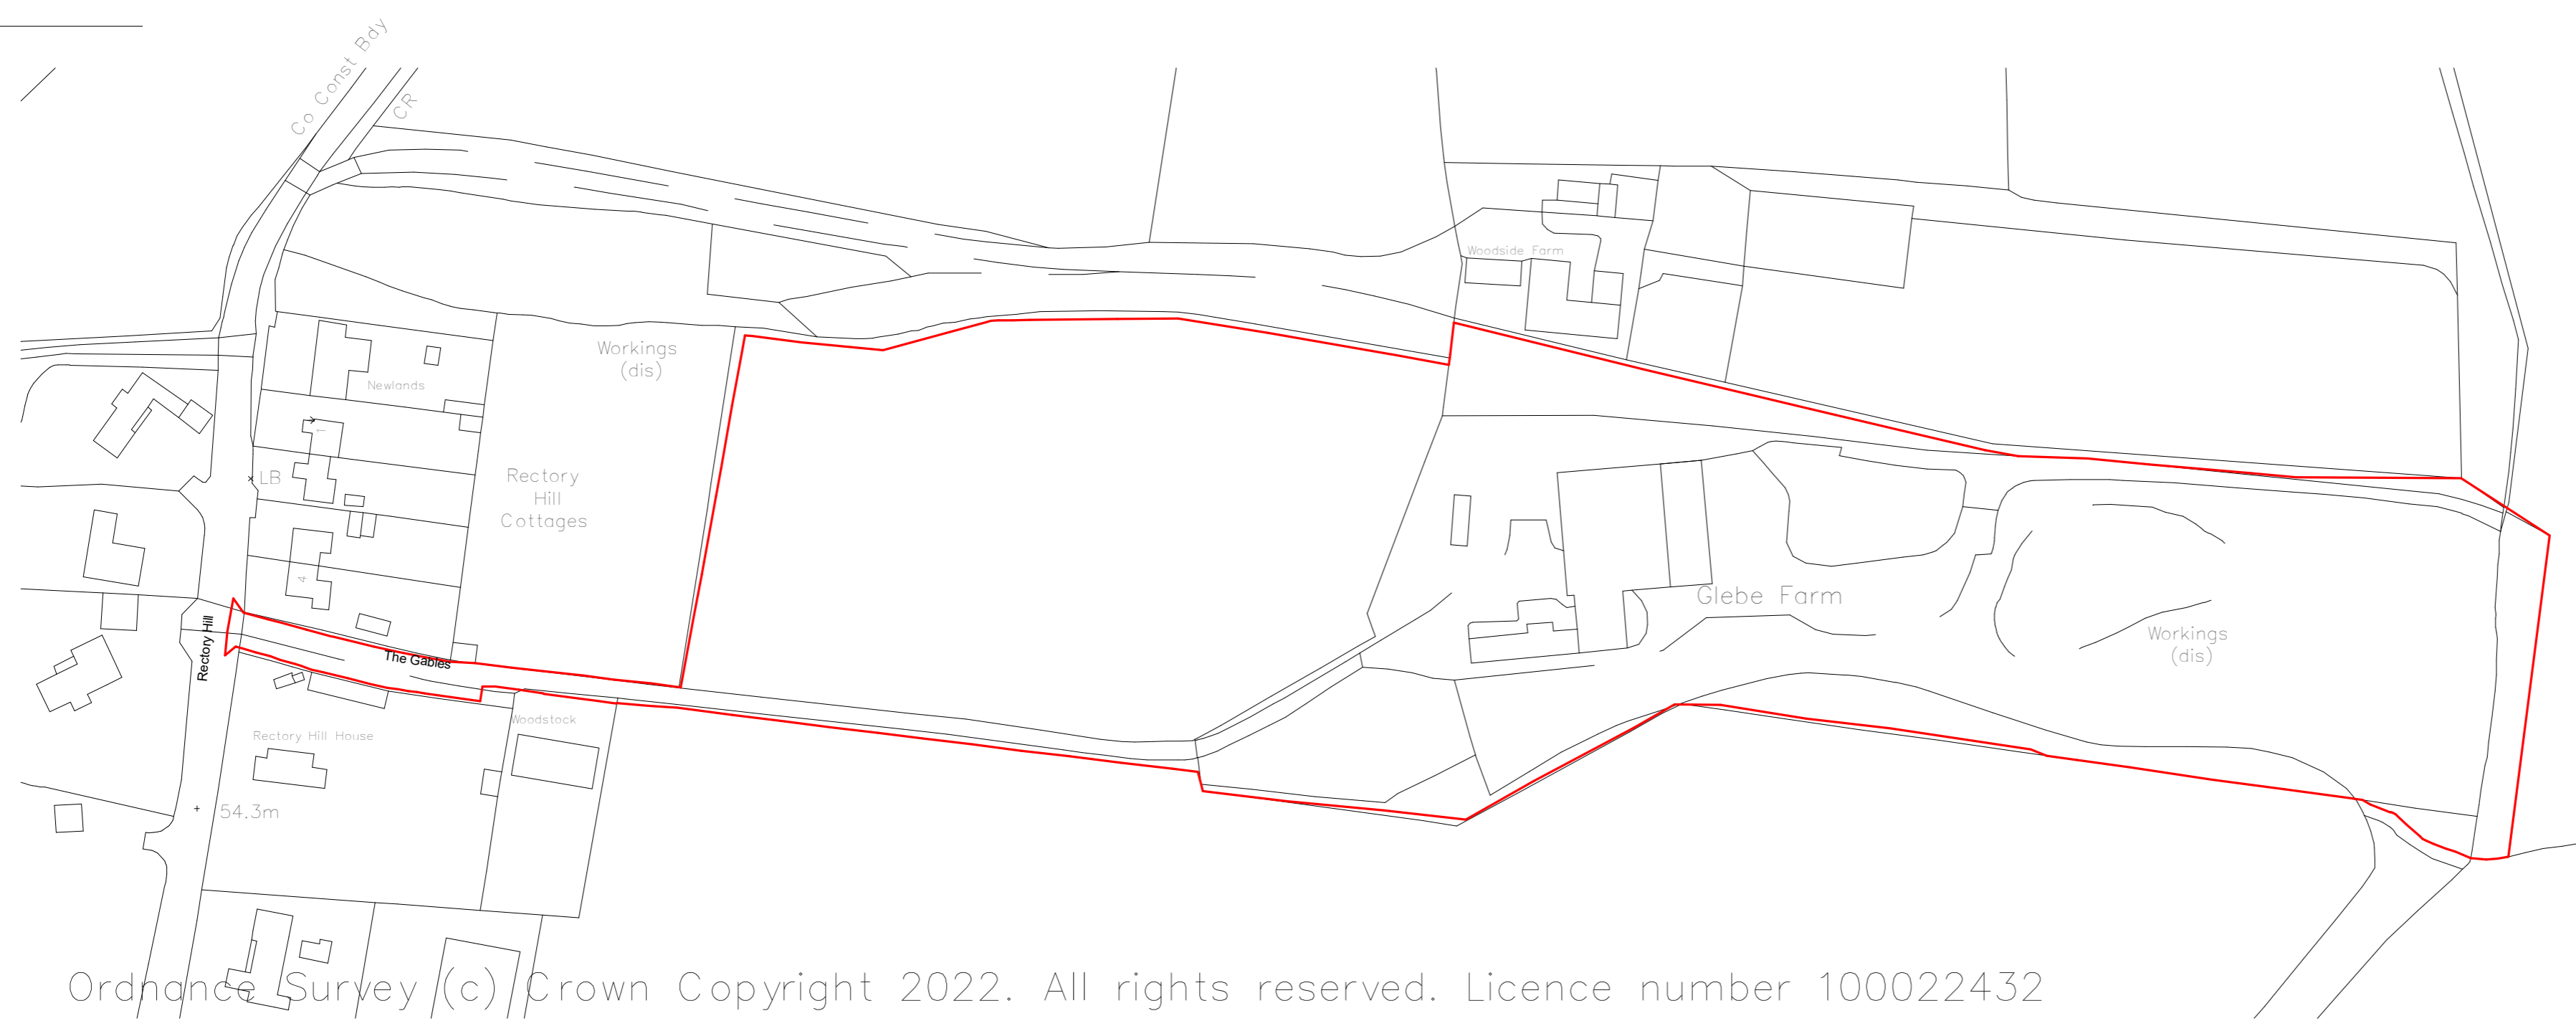 Co Const Bdy
CR
Woodside Farm
Workings
(dis)
Newlands
1
LB
Rectory
Hill
Cottages
4
Glebe Farm
Workings
(dis)
Rectory Hill
The Gables
Woodstock
Rectory Hill House
54.3m
Ordnance Survey (c) Crown Copyright 2022. All rights reserved. Licence number 100022432